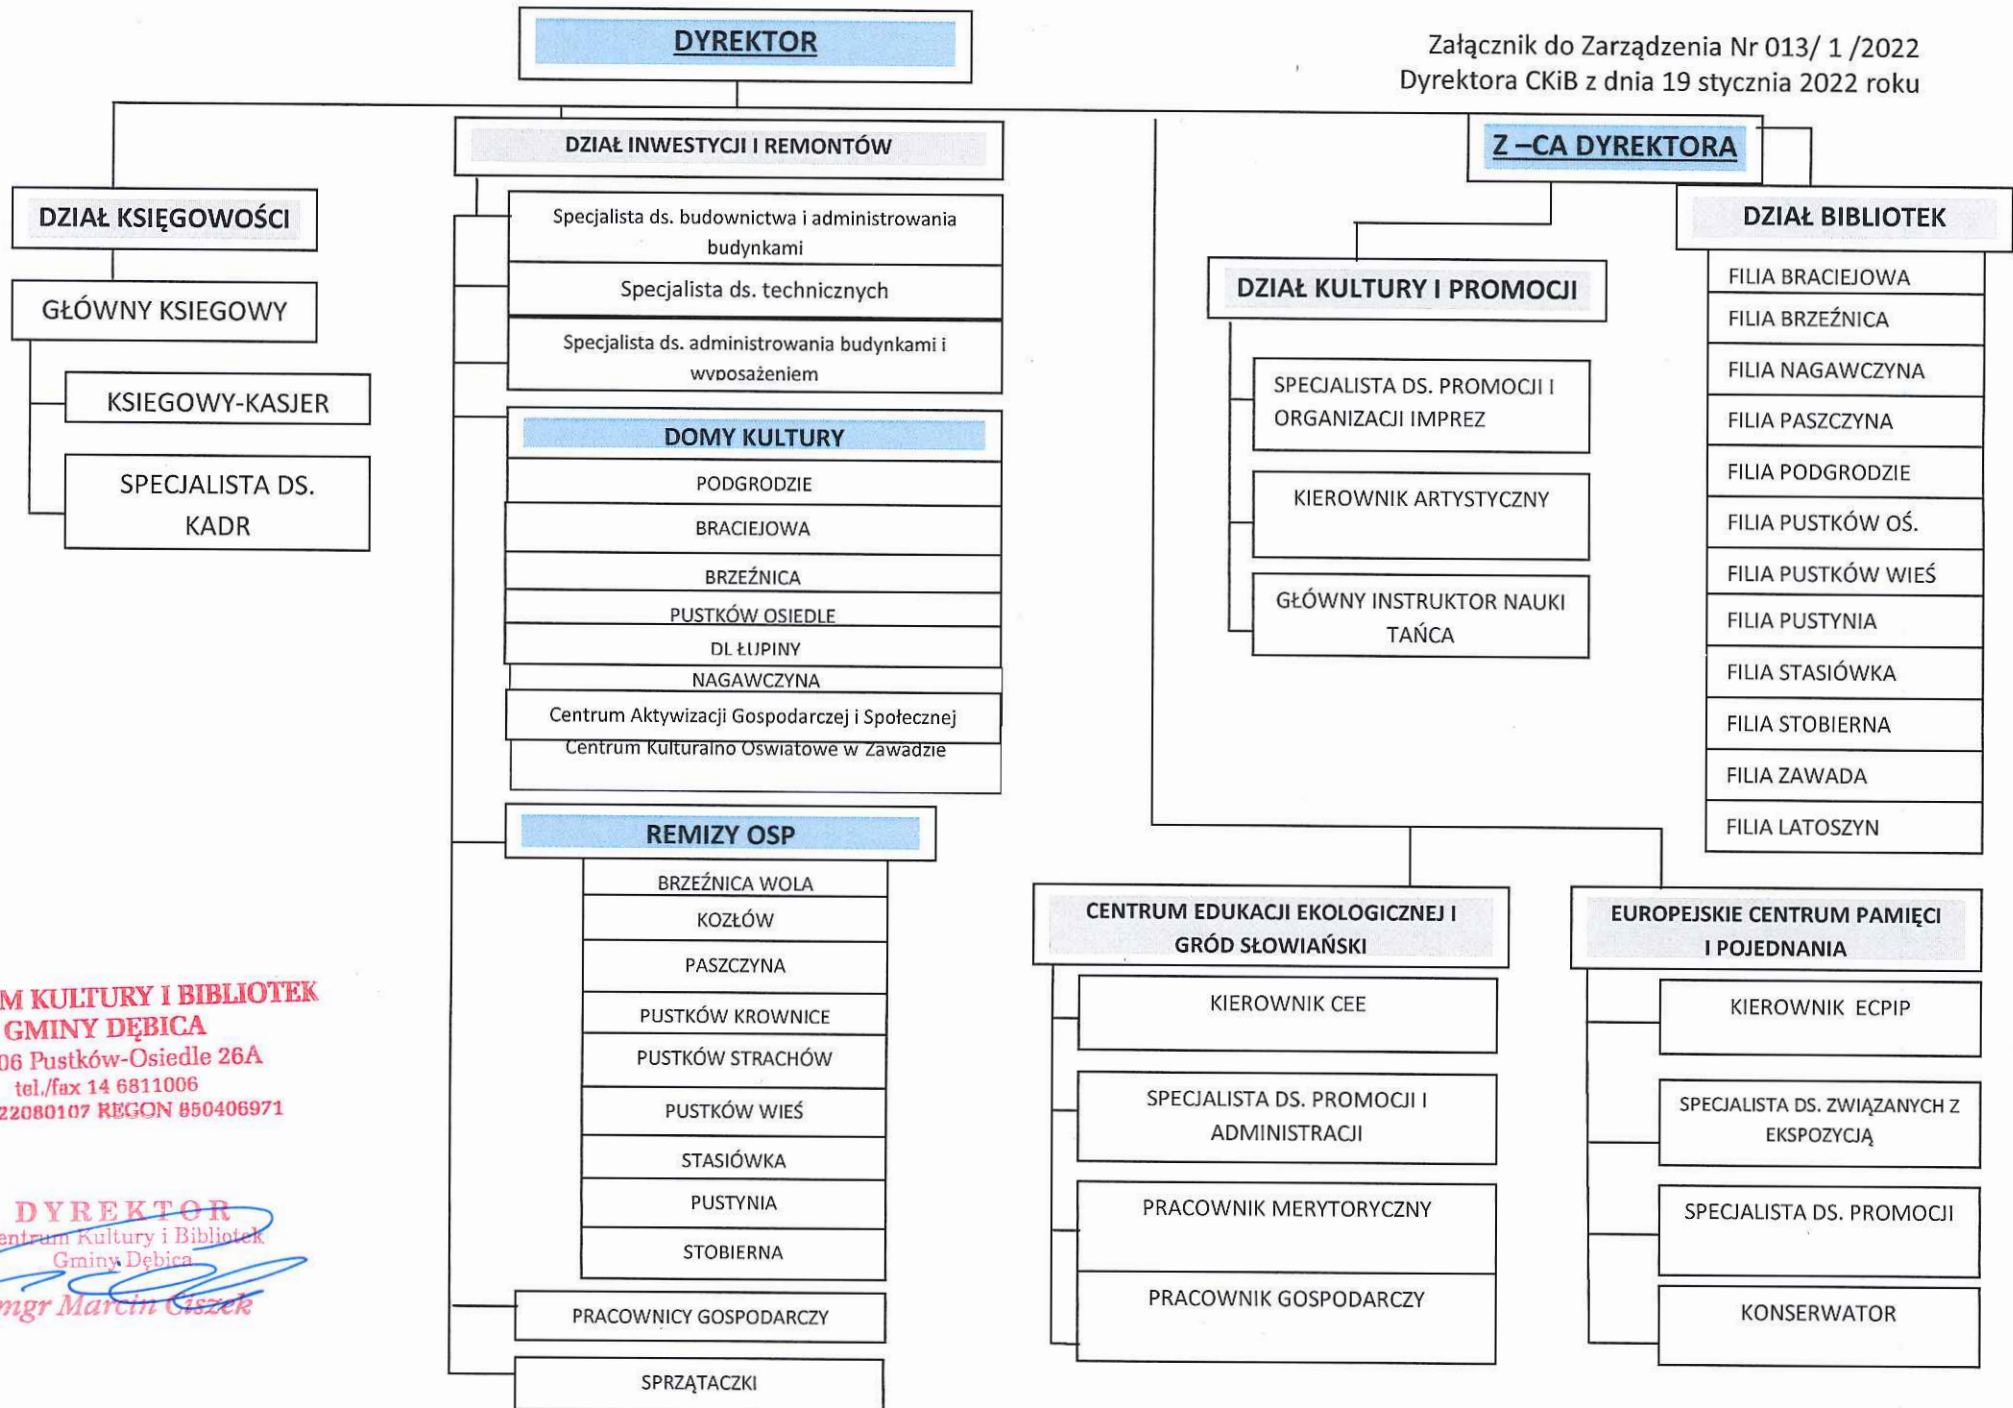 DYREKTOR
Załącznik do Zarządzenia Nr 013/ 1 /2022
Dyrektora CKiB z dnia 19 stycznia 2022 roku
DZIAŁ KSIĘGOWOŚCI
GŁÓWNY KSIEGOWY
KSIEGOWY-KASJER
SPECJALISTA DS.
KADR
DZIAŁ INWESTYCJI I REMONTÓW
Specjalista ds. budownictwa i administrowania
budynkami
Specjalista ds. technicznych
Specjalista ds. administrowania budynkami i
wyposażeniem
DOMY KULTURY
PODGRODZIE
BRACIEJOWA
BRZEŹNICA
PUSTKÓW OSIEDLE
DL ŁUPINY
NAGAWCZYNA
Centrum Aktywizacji Gospodarczej i Społecznej
Centrum Kulturalno Oswiatowe w Zawadzie
REMIZY OSP
BRZEŹNICA WOLA
KOZŁÓW
PASZCZYNA
PUSTKÓW KROWNICE
PUSTKÓW STRACHÓW
PUSTKÓW WIEŚ
STASIÓWKA
PUSTYNIA
STOBIERNA
PRACOWNICY GOSPODARCZY
SPRZĄTACZKI
Z –CA DYREKTORA
DZIAŁ KULTURY I PROMOCJI
SPECJALISTA DS. PROMOCJI I
ORGANIZACJI IMPREZ
KIEROWNIK ARTYSTYCZNY
GŁÓWNY INSTRUKTOR NAUKI
TAŃCA
DZIAŁ BIBLIOTEK
FILIA BRACIEJOWA
FILIA BRZEŹNICA
FILIA NAGAWCZYNA
FILIA PASZCZYNA
FILIA PODGRODZIE
FILIA PUSTKÓW OŚ.
FILIA PUSTKÓW WIEŚ
FILIA PUSTYNIA
FILIA STASIÓWKA
FILIA STOBIERNA
FILIA ZAWADA
FILIA LATOSZYN
CENTRUM EDUKACJI EKOLOGICZNEJ I
GRÓD SŁOWIAŃSKI
KIEROWNIK CEE
SPECJALISTA DS. PROMOCJI I
ADMINISTRACJI
PRACOWNIK MERYTORYCZNY
PRACOWNIK GOSPODARCZY
EUROPEJSKIE CENTRUM PAMIĘCI
I POJEDNANIA
KIEROWNIK ECPIP
SPECJALISTA DS. ZWIĄZANYCH Z
EKSPOZYCJĄ
SPECJALISTA DS. PROMOCJI
KONSERWATOR
M KULTURY I BIBLIOTEK
GMINY DĘBICA
06 Pustków-Osiedle 26A
tel./fax 14 6811006
22080107 REGON 850406971
DYREKTOR
entrum Kultury i Bibliotek
Gminy Dębica
mgr Marcin Ciszek